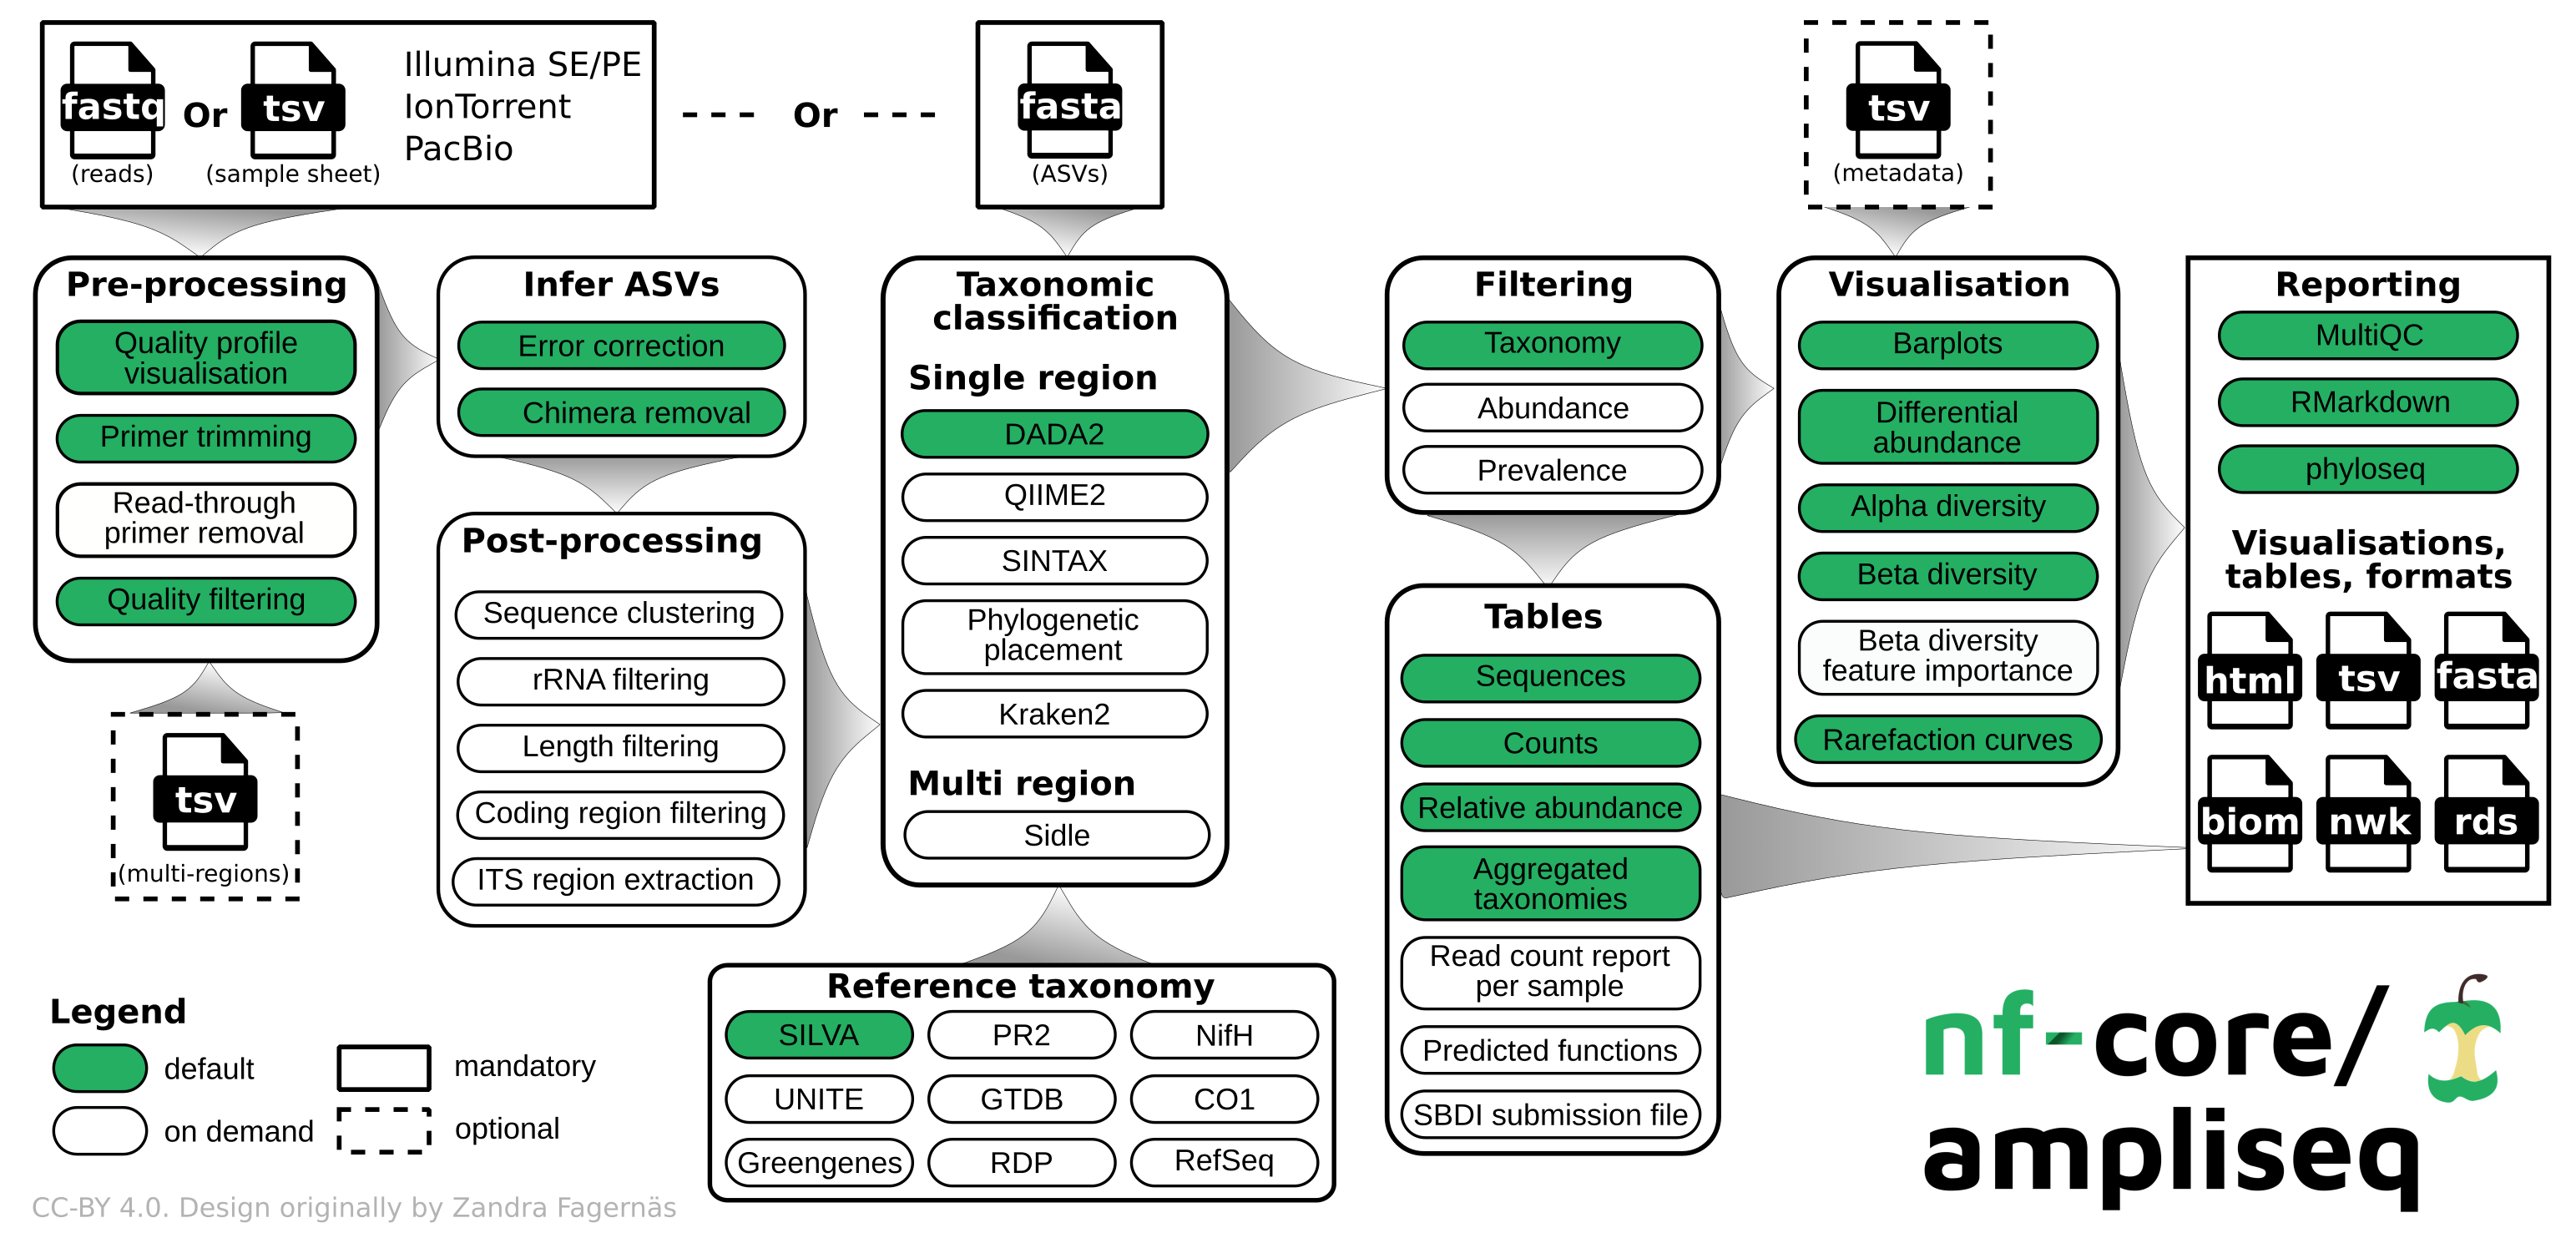 fastq
Or
tsv
(reads)
(sample sheet)
Illumina SE/PE
IonTorrent
PacBio
Or
fasta
(ASVs)
tsv
(metadata)
Pre-processing
Quality profile
visualisation
Primer trimming
Read-through
primer removal
Quality filtering
tsv
(multi-regions)
Infer ASVs
Error correction
Chimera removal
Post-processing
Sequence clustering
rRNA filtering
Length filtering
Coding region filtering
ITS region extraction
Taxonomic
classification
Single region
DADA2
QIIME2
SINTAX
Phylogenetic
placement
Kraken2
Multi region
Sidle
Reference taxonomy
SILVA
PR2
NifH
UNITE
GTDB
CO1
Greengenes
RDP
RefSeq
Filtering
Taxonomy
Abundance
Prevalence
Tables
Sequences
Counts
Relative abundance
Aggregated
taxonomies
Read count report
per sample
Predicted functions
SBDI submission file
Visualisation
Barplots
Differential
abundance
Alpha diversity
Beta diversity
Beta diversity
feature importance
Rarefaction curves
Reporting
MultiQC
RMarkdown
phyloseq
Visualisations,
tables, formats
html
tsv
fasta
biom
nwk
rds
Legend
default
mandatory
on demand
optional
CC-BY 4.0. Design originally by Zandra Fagernäs
nf-core/
ampliseq